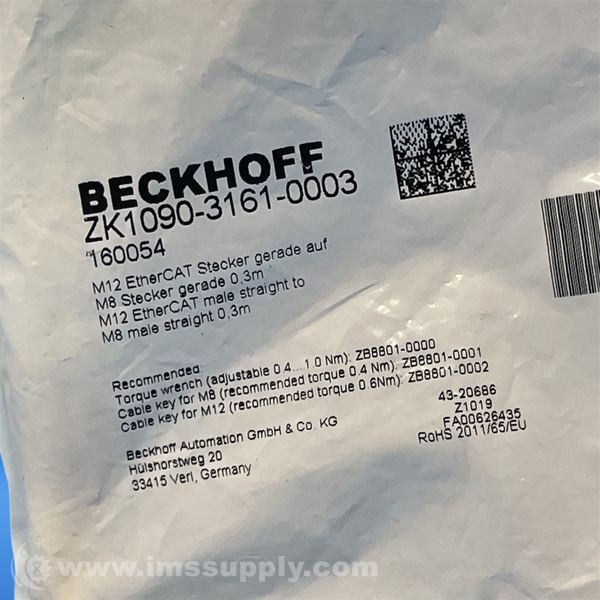 BECKHOFF
ZK1090-3161-0003
160054
M12 EtherCAT Stecker gerade auf
M8 Stecker gerade 0,3m
M12 EtherCAT male straight to
M8 male straight 0,3m
Recommended:
Torque wrench (adjustable 0.4...1.0 Nm): ZB8801-0000
Cable key for M8 (recommended torque 0.4 Nm): ZB8801-0001
Cable key for M12 (recommended torque 0.6Nm): ZB8801-0002
Beckhoff Automation GmbH & Co. KG
Hülshorstweg 20
33415 Verl, Germany
43-20686
Z1019
FA00626435
RoHS 2011/65/EU
www.imssupply.com